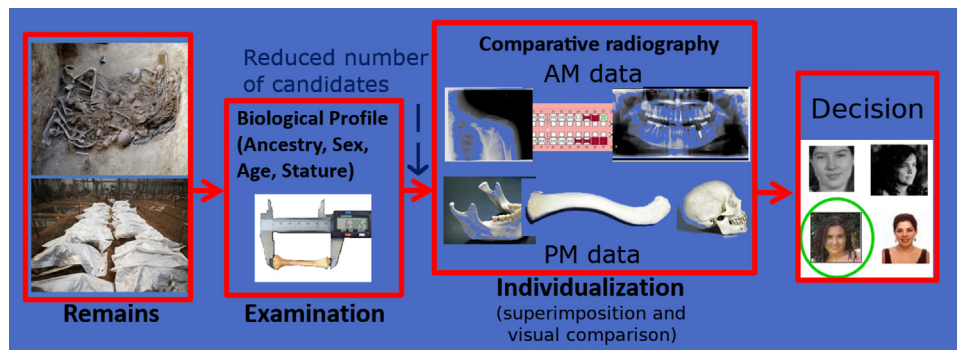 Remains
Reduced number
of candidates
Biological Profile
(Ancestry, Sex,
Age, Stature)
Examination
Comparative radiography
AM data
PM data
Individualization
(superimposition and
visual comparison)
Decision